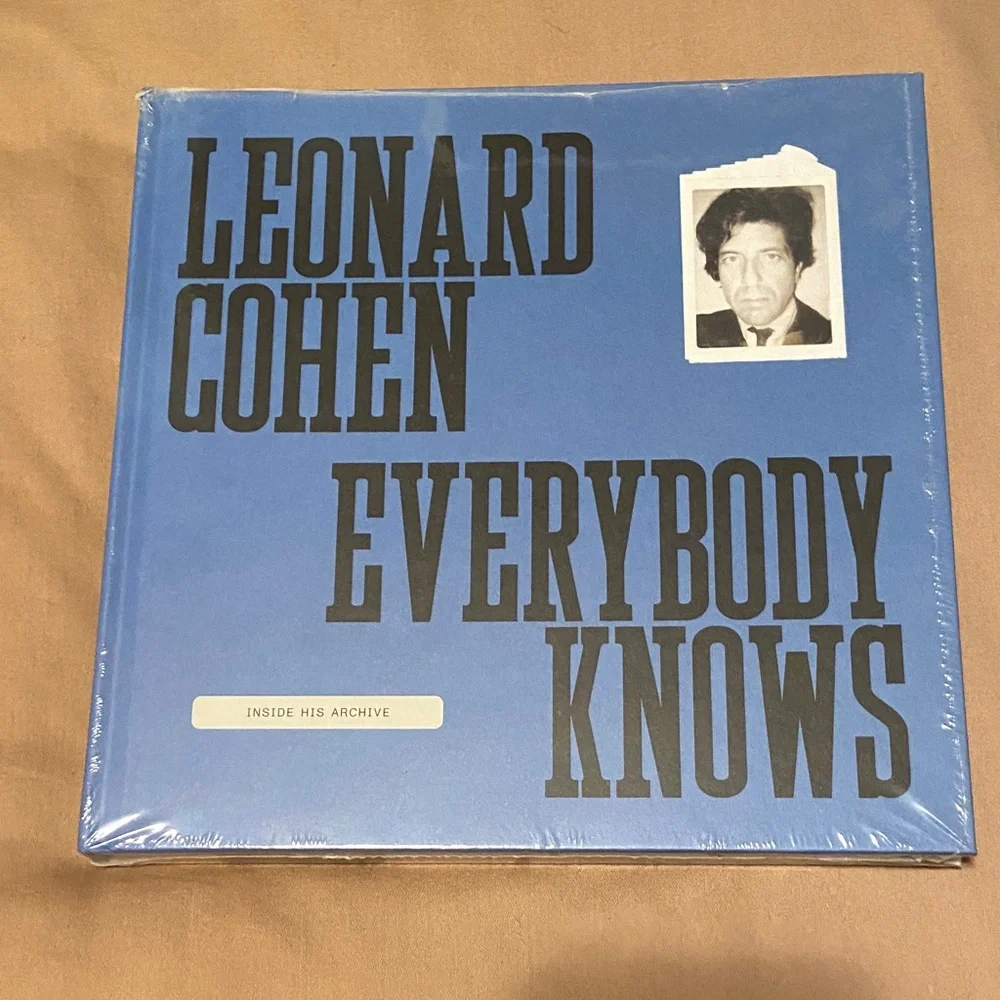 LEONARD
COHEN
EVERYBODY
KNOWS
INSIDE HIS ARCHIVE